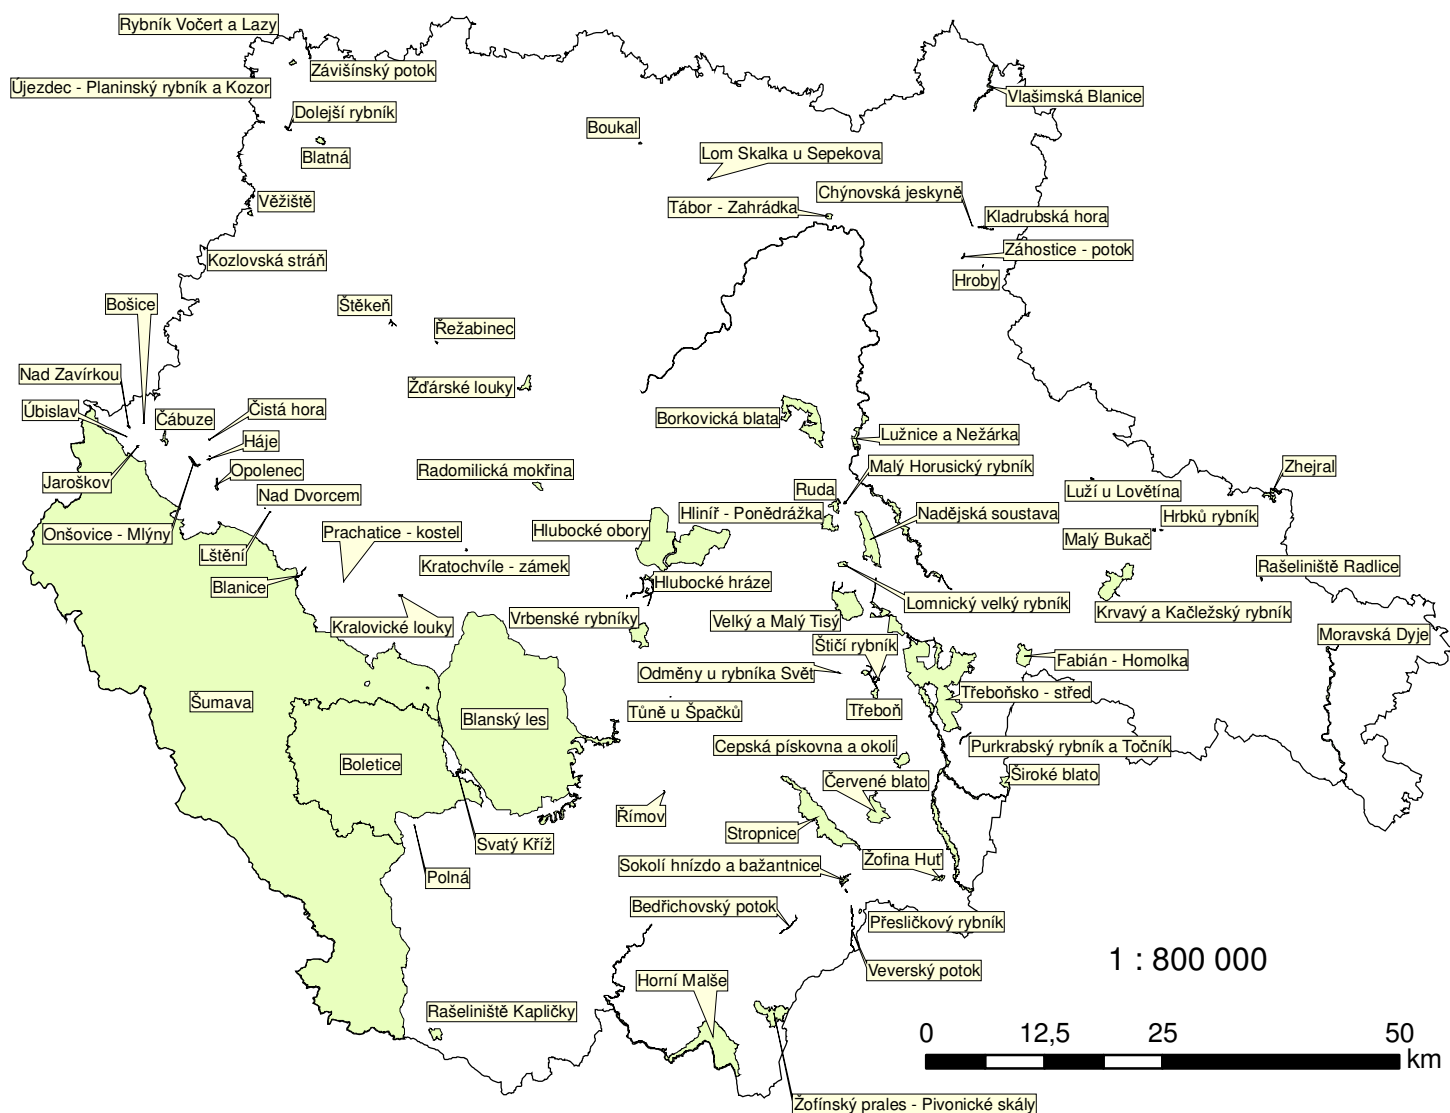 Rybník Vočert a Lazy
Závišínský potok
Újezdec - Planinský rybník a Kozor
Vlašimská Blanice
Dolejší rybník
Boukal
Blatná
Lom Skalka u Sepekova
Chýnovská jeskyně
Věžiště
Tábor - Zahrádka
Kladrubská hora
Záhostice - potok
Kozlovská stráň
Hroby
Bošice
Štěkeň
Řežabinec
Nad Zavírkou
Žďárské louky
Úbislav
Čistá hora
Čábuze
Borkovická blata
Lužnice a Nežárka
Háje
Malý Horusický rybník
Zhejral
Opolenec
Radomilická mokřina
Jaroškov
Ruda
Luží u Lovětína
Nad Dvorcem
Hliníř - Ponědrážka
Nadějská soustava
Hrbků rybník
Onšovice - Mlýny
Prachatice - kostel
Hlubocké obory
Malý Bukač
Lštění
Kratochvíle - zámek
Rašeliniště Radlice
Blanice
Hlubocké hráze
Lomnický velký rybník
Krvavý a Kačležský rybník
Vrbenské rybníky
Velký a Malý Tisý
Kralovické louky
Moravská Dyje
Štičí rybník
Fabián - Homolka
Odměny u rybníka Svět
Třeboňsko - střed
Šumava
Blanský les
Tůně u Špačků
Třeboň
Cepská pískovna a okolí
Purkrabský rybník a Točník
Boletice
Široké blato
Červené blato
Římov
Stropnice
Svatý Kříž
Žofina Huť
Sokolí hnízdo a bažantnice
Polná
Bedřichovský potok
Přesličkový rybník
1 : 800 000
Veverský potok
Horní Malše
Rašeliniště Kapličky
0 12,5 25 50
km
Žofínský prales - Pivonické skály